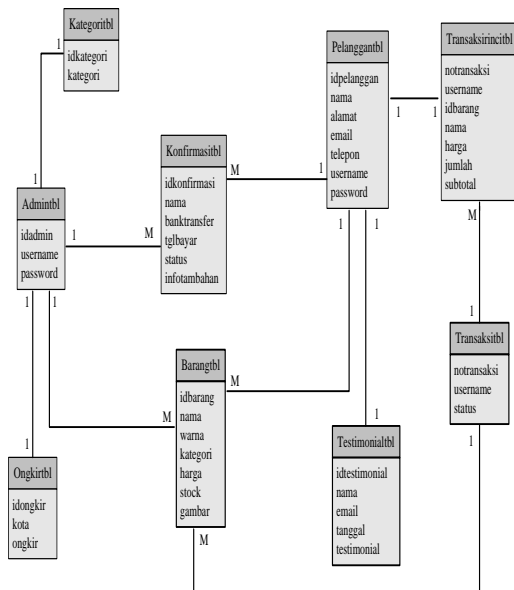 Kategoritbl
idkategori
kategori
1
1
Pelanggantbl
idpelanggan
nama
alamat
email
telepon
username
password
Transaksirincitbl
notransaksi
username
idbarang
nama
harga
jumlah
subtotal
1
1
Konfirmasitbl
idkonfirmasi
nama
banktransfer
tglbayar
status
infotambahan
M
1
Admintbl
idadmin
username
password
1
M
1
1
1
1
M
1
Barangtbl
idbarang
nama
warna
kategori
harga
stock
gambar
M
M
M
Transaksitbl
notransaksi
username
status
1
Testimonialtbl
idtestimonial
nama
email
tanggal
testimonial
1
Ongkirtbl
idongkir
kota
ongkir
1